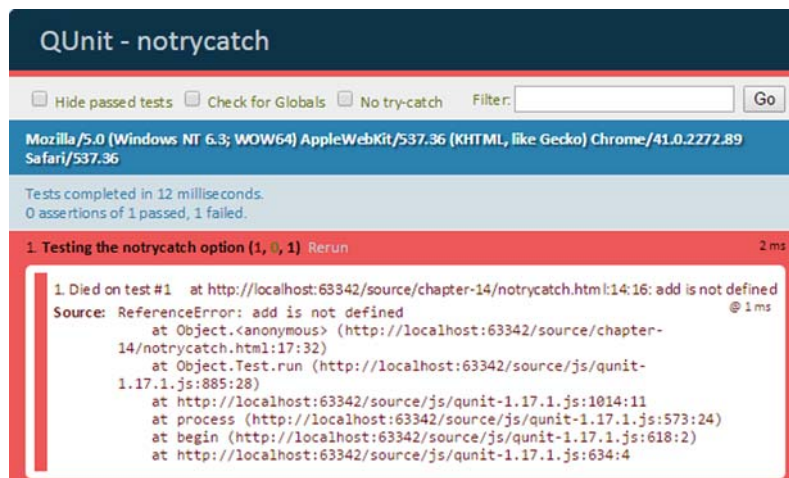 QUnit - notrycatch
Hide passed tests Check for Globals No try-catch Filter: Go
Mozilla/5.0 (Windows NT 6.3; WOW64) AppleWebKit/537.36 (KHTML, like Gecko) Chrome/41.0.2272.89
Safari/537.36
Tests completed in 12 milliseconds.
0 assertions of 1 passed, 1 failed.
1. Testing the notrycatch option (1, 0, 1) Rerun 2 ms
1. Died on test #1 at http://localhost:63342/source/chapter-14/notrycatch.html:14:16: add is not defined
@ 1 ms
Source: ReferenceError: add is not defined
at Object.<anonymous> (http://localhost:63342/source/chapter-
14/notrycatch.html:17:32)
at Object.Test.run (http://localhost:63342/source/js/qunit-
1.17.1.js:885:28)
at http://localhost:63342/source/js/qunit-1.17.1.js:1014:11
at process (http://localhost:63342/source/js/qunit-1.17.1.js:573:24)
at begin (http://localhost:63342/source/js/qunit-1.17.1.js:618:2)
at http://localhost:63342/source/js/qunit-1.17.1.js:634:4